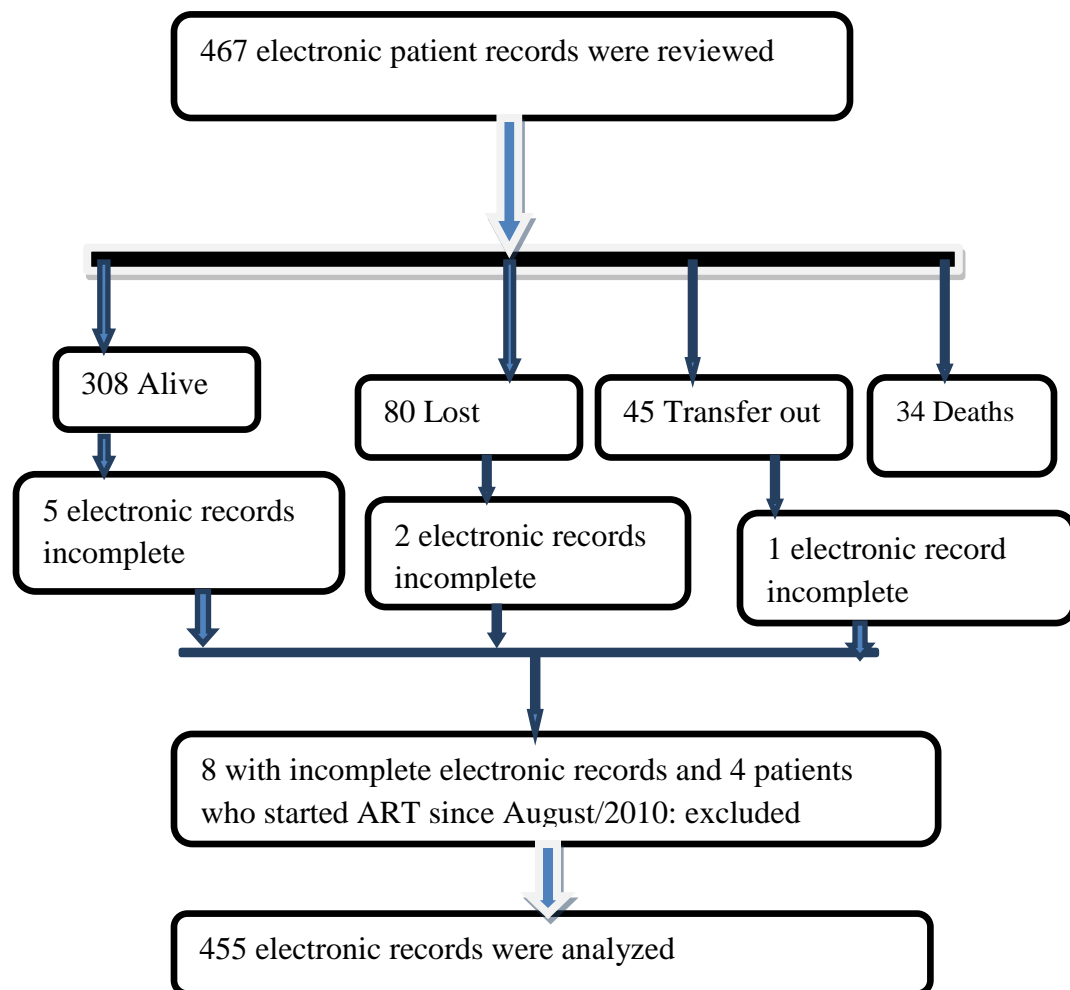 467 electronic patient records were reviewed
308 Alive
80 Lost
45 Transfer out
34 Deaths
5 electronic records
incomplete
2 electronic records
incomplete
1 electronic record
incomplete
8 with incomplete electronic records and 4 patients
who started ART since August/2010: excluded
455 electronic records were analyzed